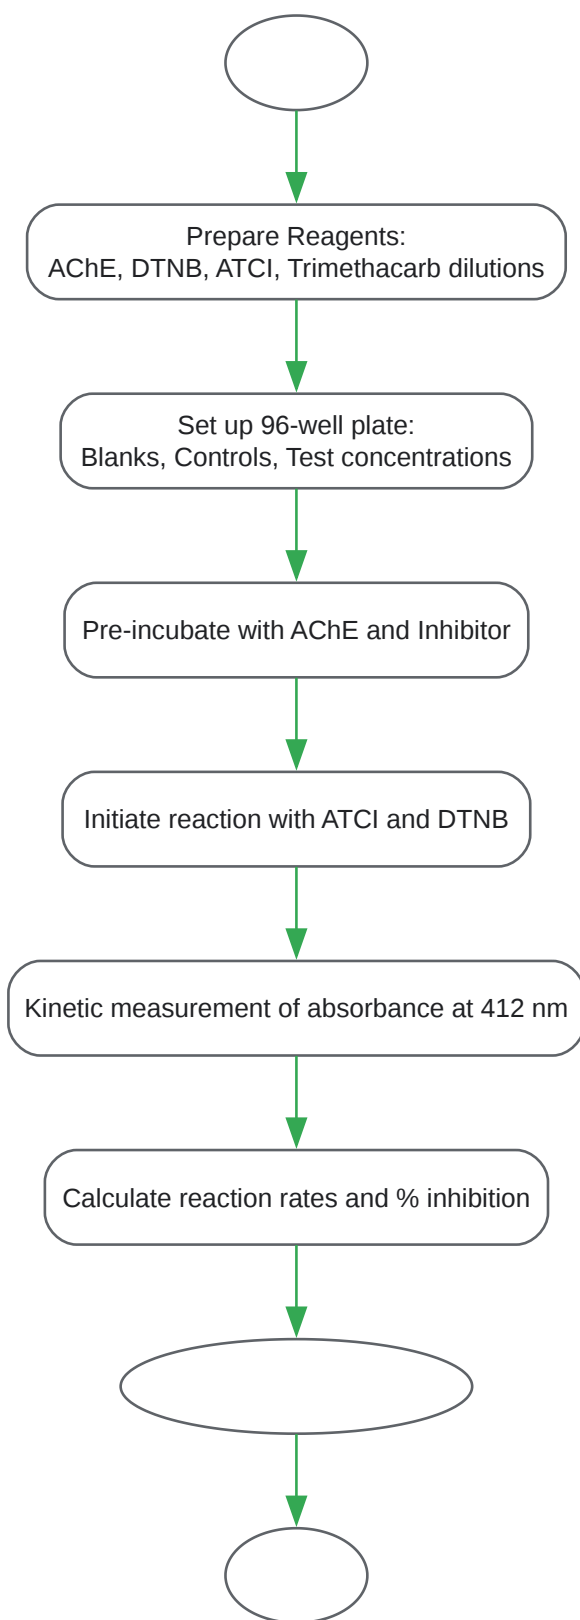 Prepare Reagents:
AChE, DTNB, ATCI, Trimethacarb dilutions
Set up 96-well plate:
Blanks, Controls, Test concentrations
Pre-incubate with AChE and Inhibitor
Initiate reaction with ATCI and DTNB
Kinetic measurement of absorbance at 412 nm
Calculate reaction rates and % inhibition